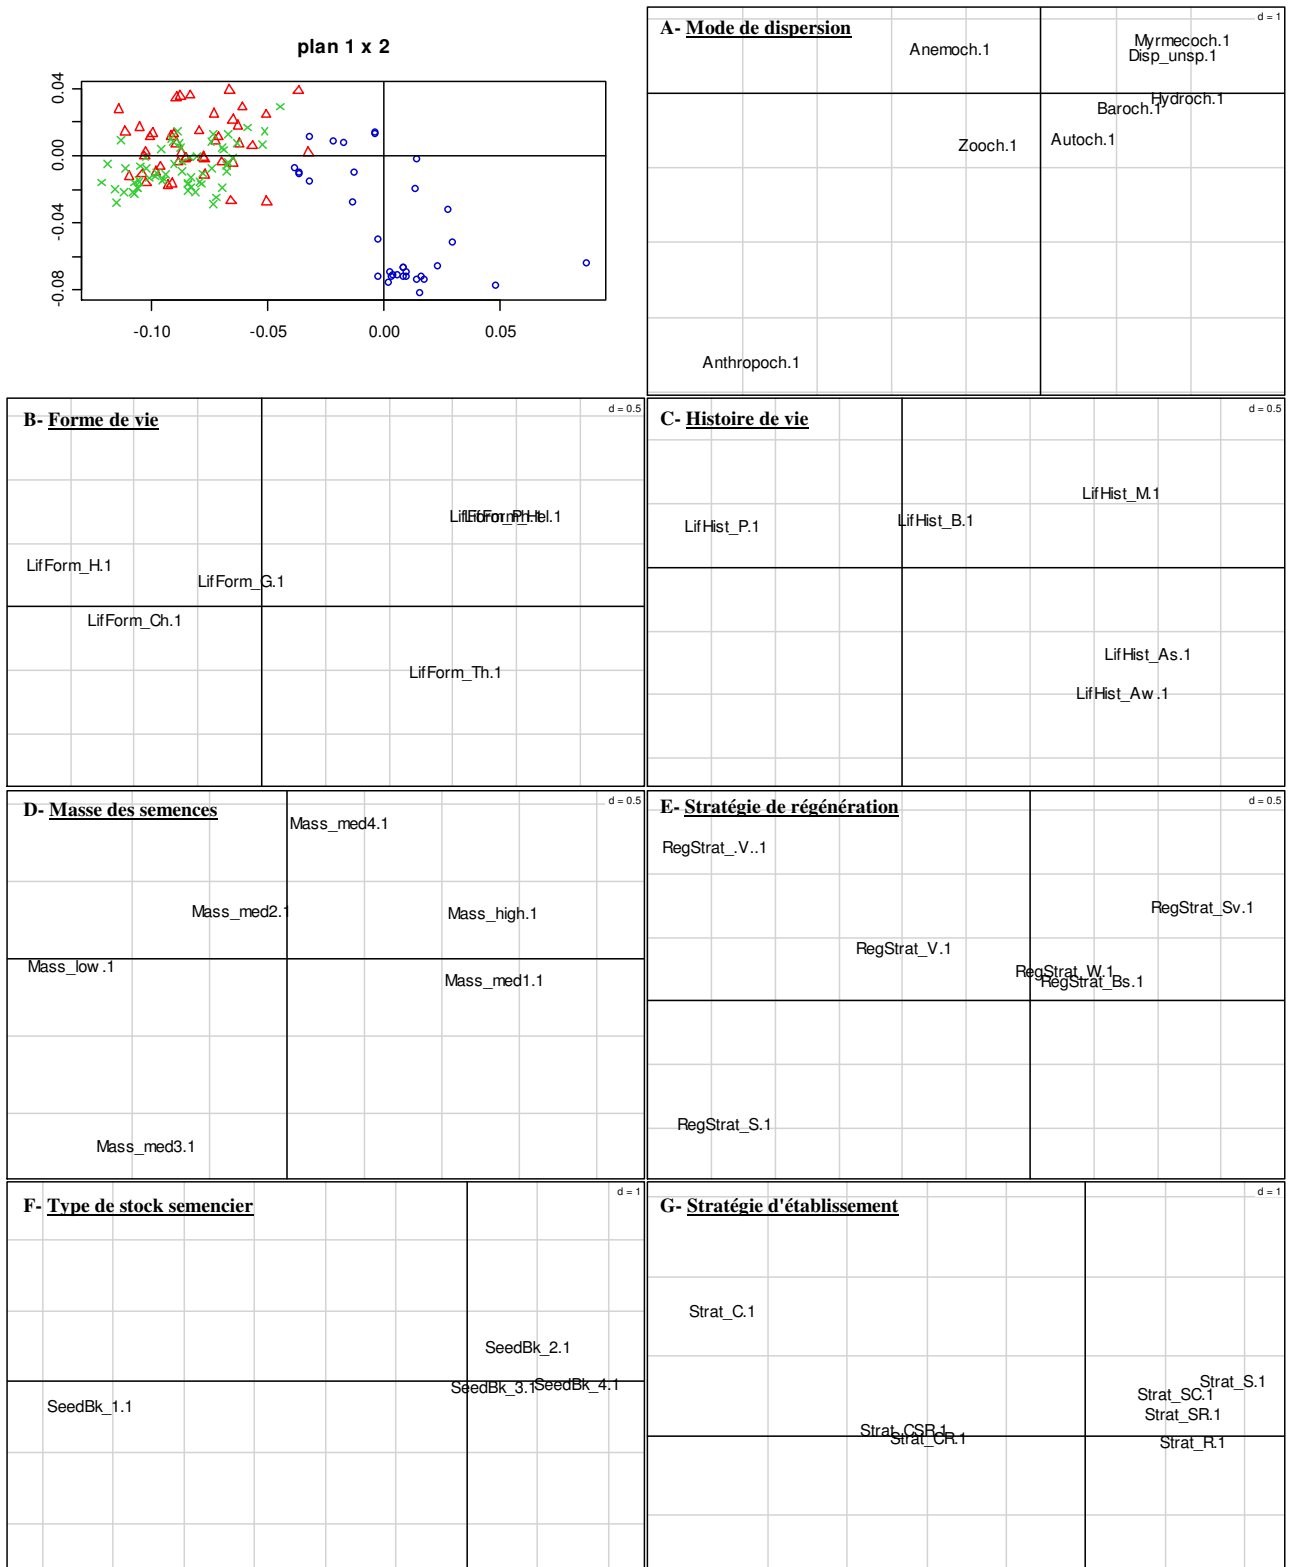 plan 1 x 2
0.04
0.00
-0.04
-0.08
-0.10
-0.05
0.00
0.05
A- Mode de dispersion
d = 1
Anemoch.1
Myrmecoch.1
Disp_unsp.1
Hydroch.1
Baroch.1
Zooch.1
Autoch.1
Anthropoch.1
B- Forme de vie
d = 0.5
LifForm_Hel.1
LifForm_H.1
LifForm_G.1
LifForm_Ch.1
LifForm_Th.1
C- Histoire de vie
d = 0.5
LifHist_M.1
LifHist_P.1
LifHist_B.1
LifHist_As.1
LifHist_Aw.1
D- Masse des semences
d = 0.5
Mass_med4.1
Mass_med2.1
Mass_high.1
Mass_low.1
Mass_med1.1
Mass_med3.1
E- Stratégie de régénération
d = 0.5
RegStrat_.V..1
RegStrat_Sv.1
RegStrat_V.1
RegStrat_W.1
RegStrat_Bs.1
RegStrat_S.1
F- Type de stock semencier
d = 1
SeedBk_2.1
SeedBk_3.1
SeedBk_4.1
SeedBk_1.1
G- Stratégie d'établissement
d = 1
Strat_C.1
Strat_S.1
Strat_SC.1
Strat_SR.1
Strat_CSR.1
Strat_CR.1
Strat_R.1